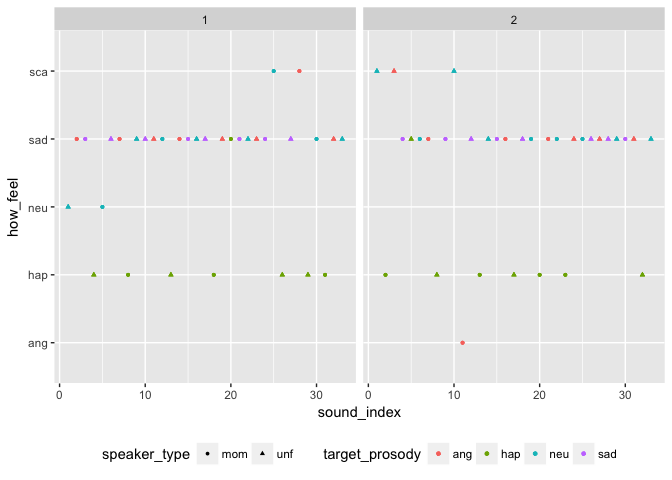 1 2
how_feel
sca
sad
neu
hap
ang
0 10 20 30 0 10 20 30
sound_index
speaker_type mom unf target_prosody ang hap neu sad